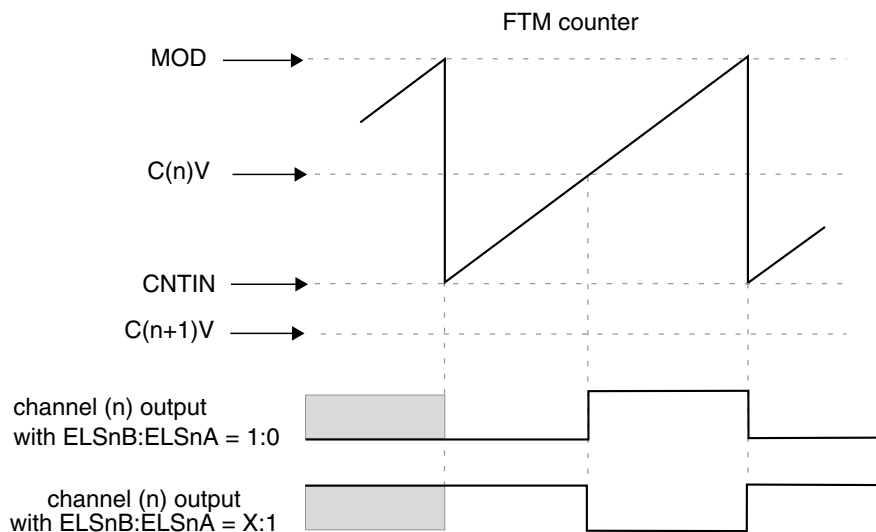 FTM counter
MOD
C(n)V
CNTIN
C(n+1)V
channel (n) output
with ELSnB:ELSnA = 1:0
channel (n) output
with ELSnB:ELSnA = X:1